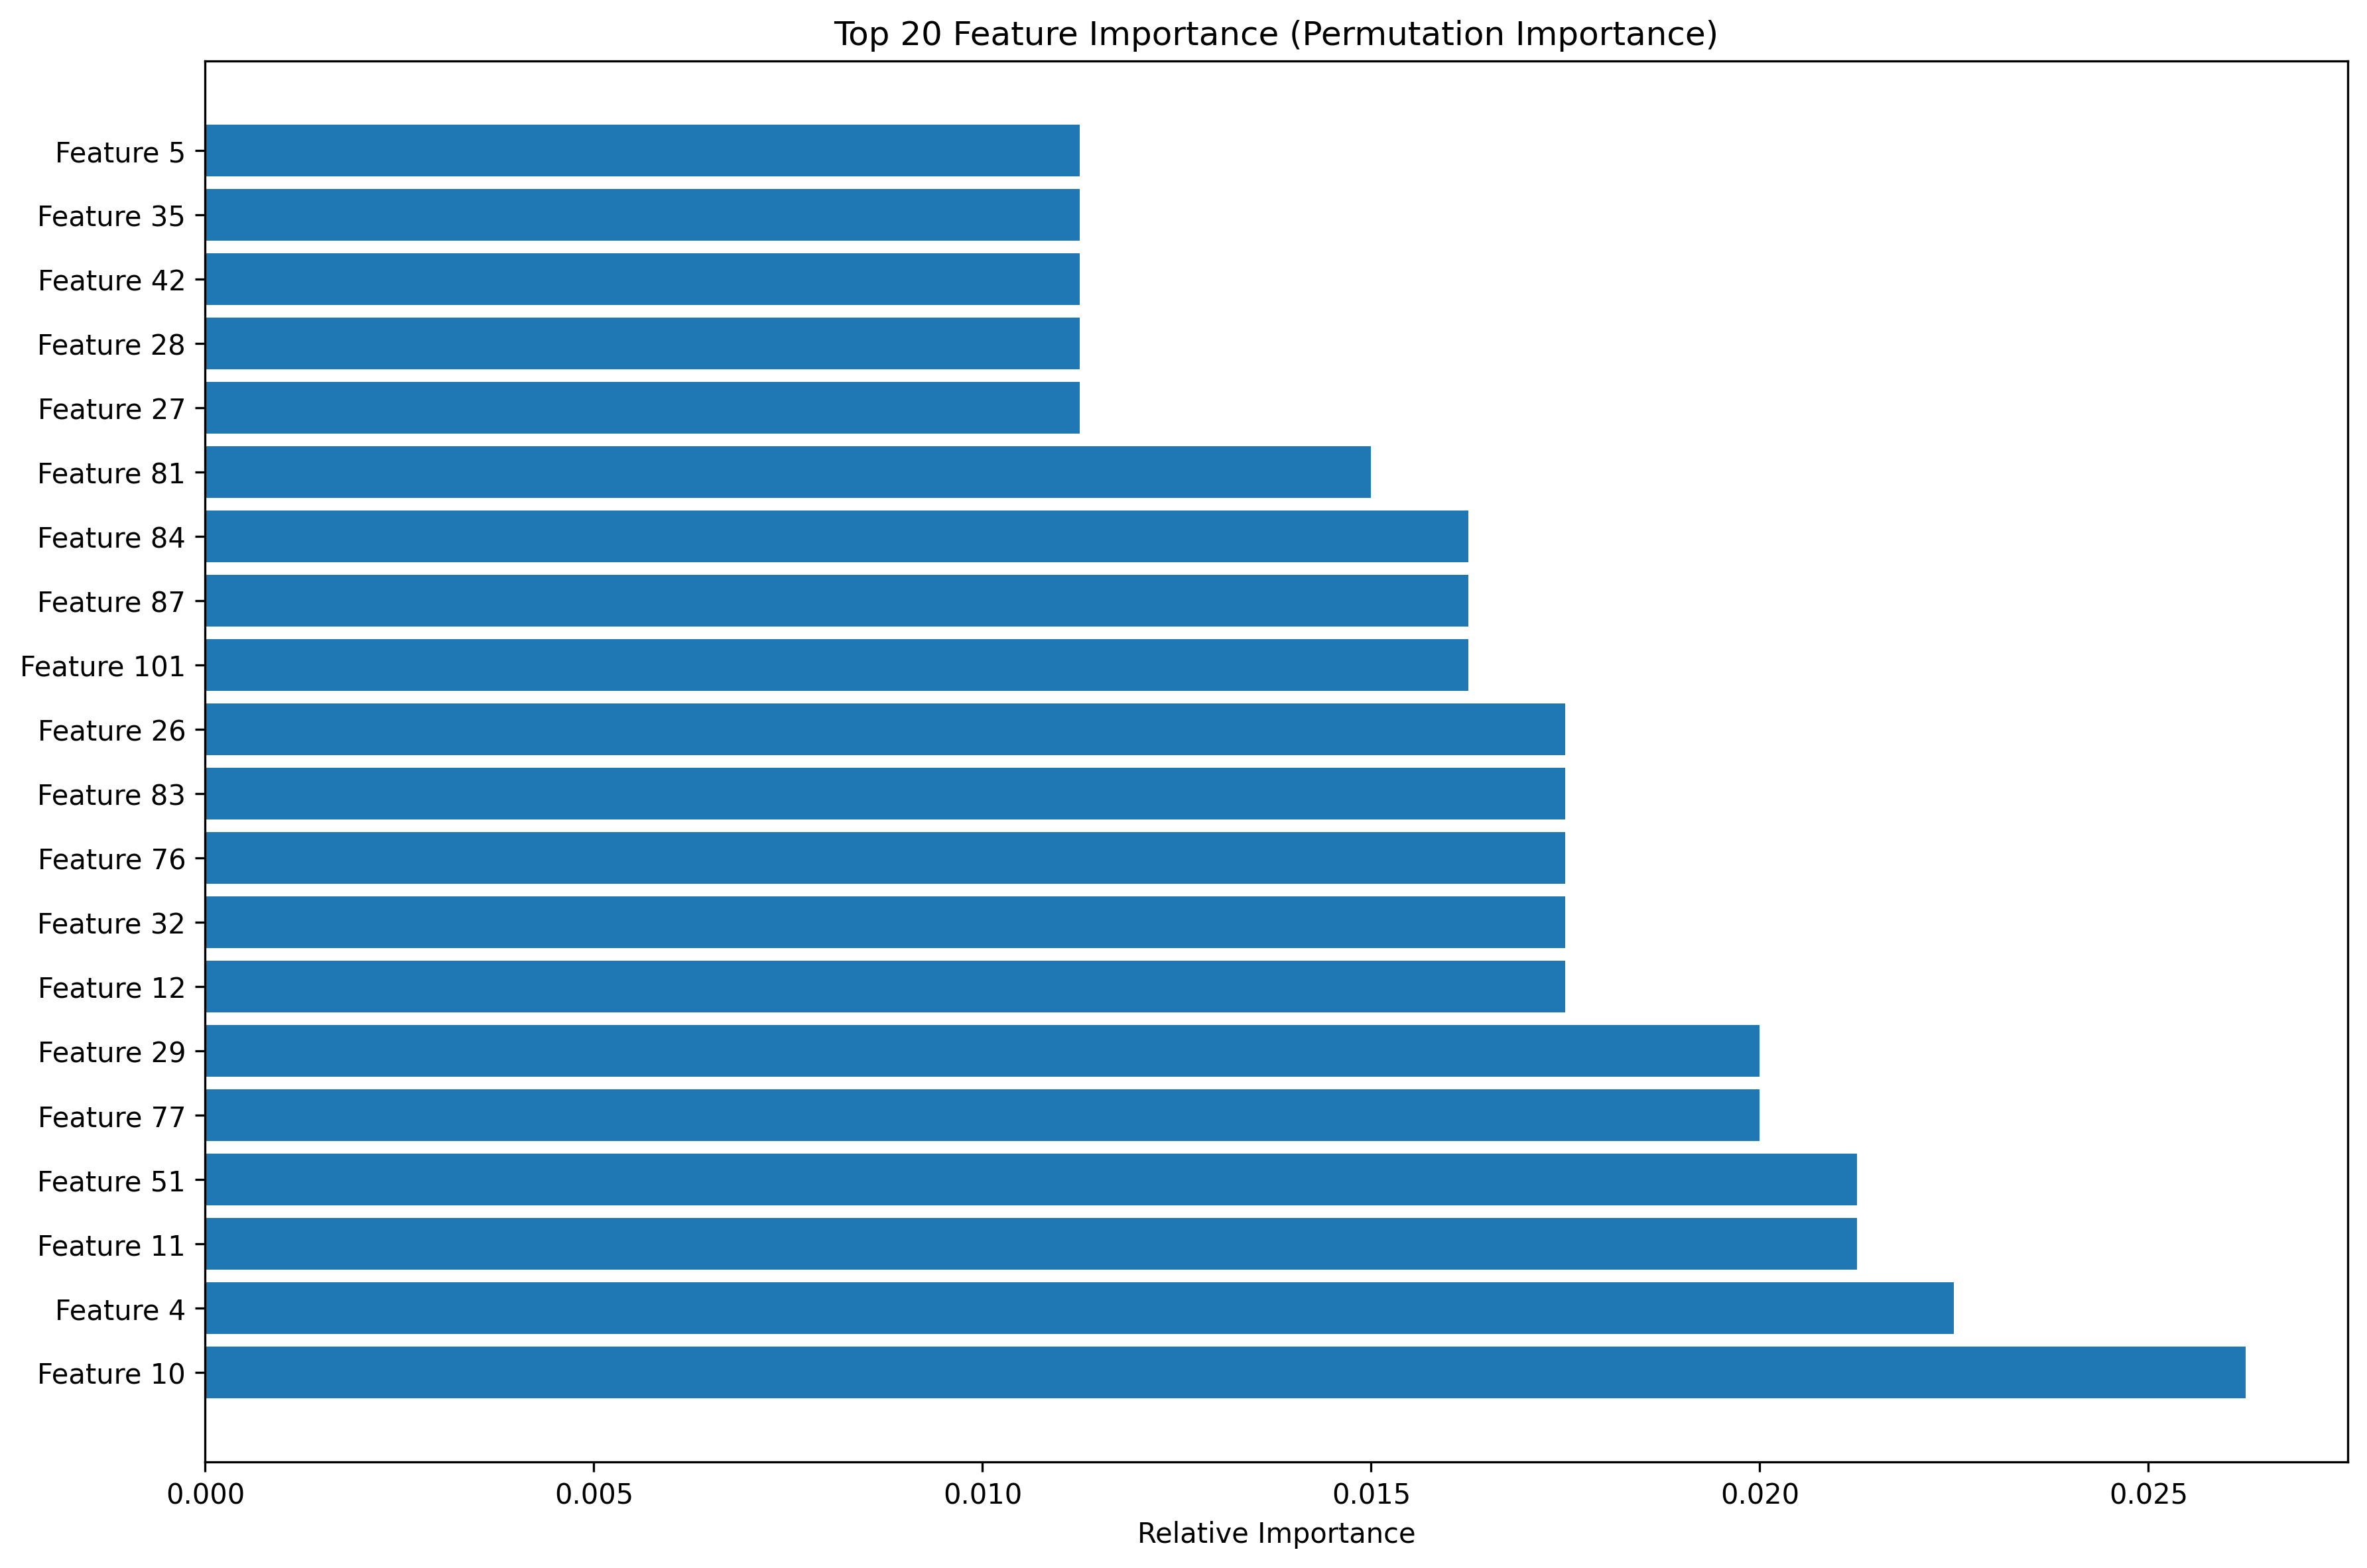 Top 20 Feature Importance (Permutation Importance)
Feature 5
Feature 35
Feature 42
Feature 28
Feature 27
Feature 81
Feature 84
Feature 87
Feature 101
Feature 26
Feature 83
Feature 76
Feature 32
Feature 12
Feature 29
Feature 77
Feature 51
Feature 11
Feature 4
Feature 10
0.000 0.005 0.010 0.015 0.020 0.025
Relative Importance